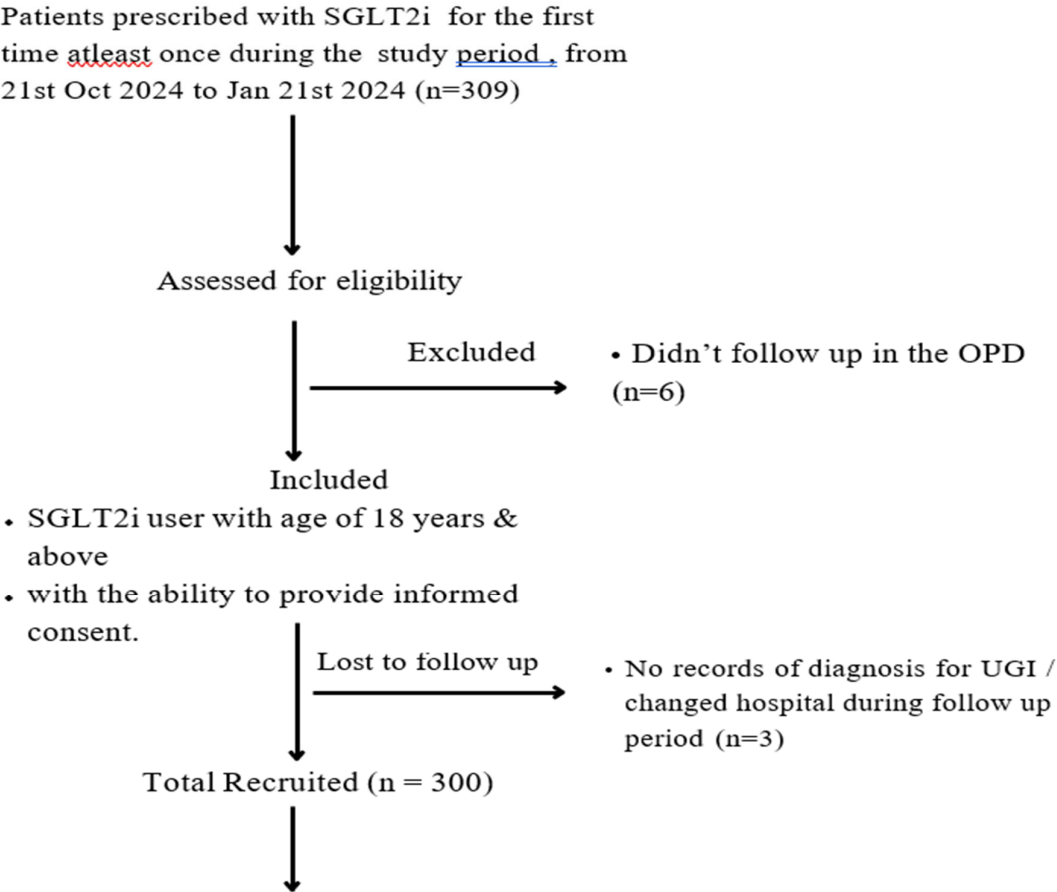 Patients prescribed with SGLT2i for the first
time atleast once during the study period , from
21st Oct 2024 to Jan 21st 2024 (n=309)
Assessed for eligibility
Excluded
• Didn’t follow up in the OPD
(n=6)
Included
• SGLT2i user with age of 18 years &
above
• with the ability to provide informed
consent.
Lost to follow up
• No records of diagnosis for UGI /
changed hospital during follow up
period (n=3)
Total Recruited (n = 300)